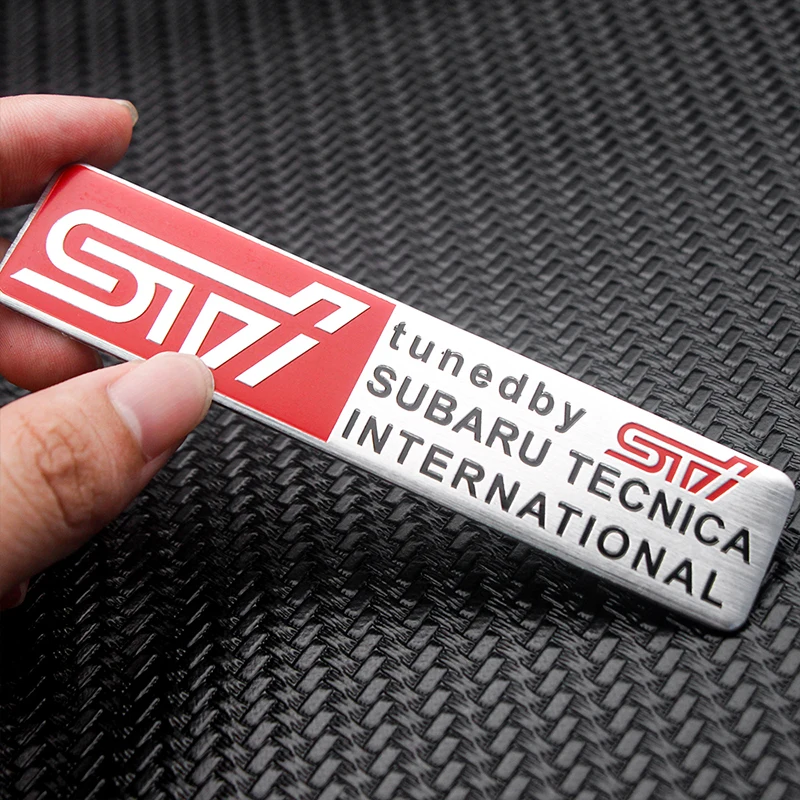 STi
tunedby STi
SUBARU TECNICA
INTERNATIONAL